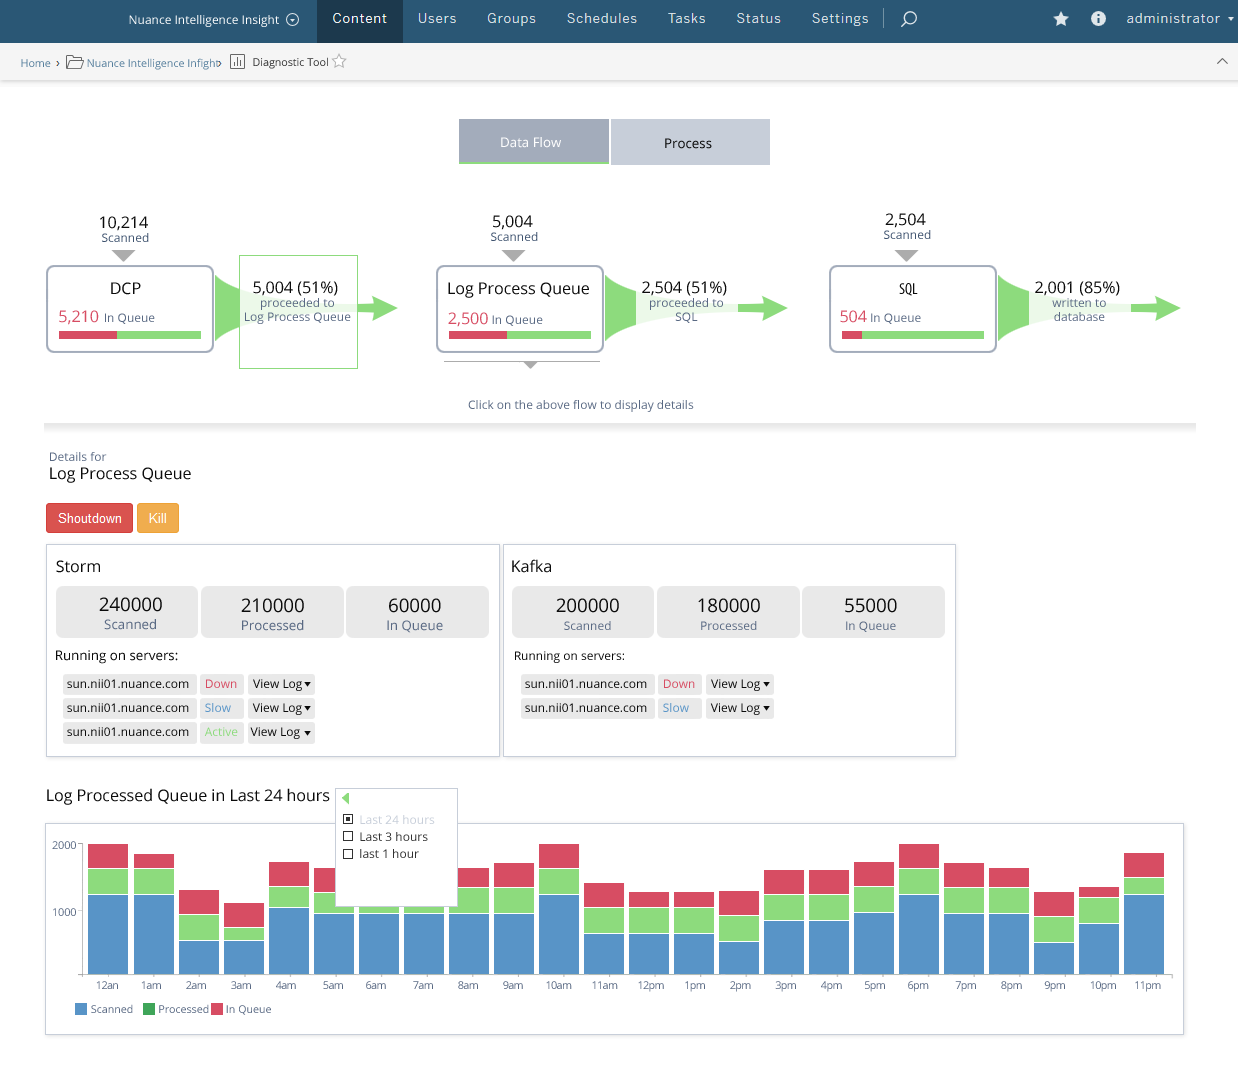 Nuance Intelligence Insight Content Users Groups Schedules Tasks Status Settings administrator
Home › Nuance Intelligence Infight› Diagnostic Tool
Data Flow Process
10,214 5,004 2,504
Scanned Scanned Scanned
DCP 5,004 (51%) Log Process Queue 2,504 (51%) SQL 2,001 (85%)
proceeded to proceeded to written to
5,210 In Queue Log Process Queue 2,500 In Queue SQL 504 In Queue database
Click on the above flow to display details
Details for
Log Process Queue
Shoutdown Kill
Storm Kafka
240000 210000 60000 200000 180000 55000
Scanned Processed In Queue Scanned Processed In Queue
Running on servers: Running on servers:
sun.nii01.nuance.com Down View Log sun.nii01.nuance.com Down View Log
sun.nii01.nuance.com Slow View Log sun.nii01.nuance.com Slow View Log
sun.nii01.nuance.com Active View Log
Log Processed Queue in Last 24 hours
Last 24 hours
Last 3 hours
last 1 hour
2000
1000
12an 1am 2am 3am 4am 5am 6am 7am 8am 9am 10am 11am 12pm 1pm 2pm 3pm 4pm 5pm 6pm 7pm 8pm 9pm 10pm 11pm
Scanned Processed In Queue